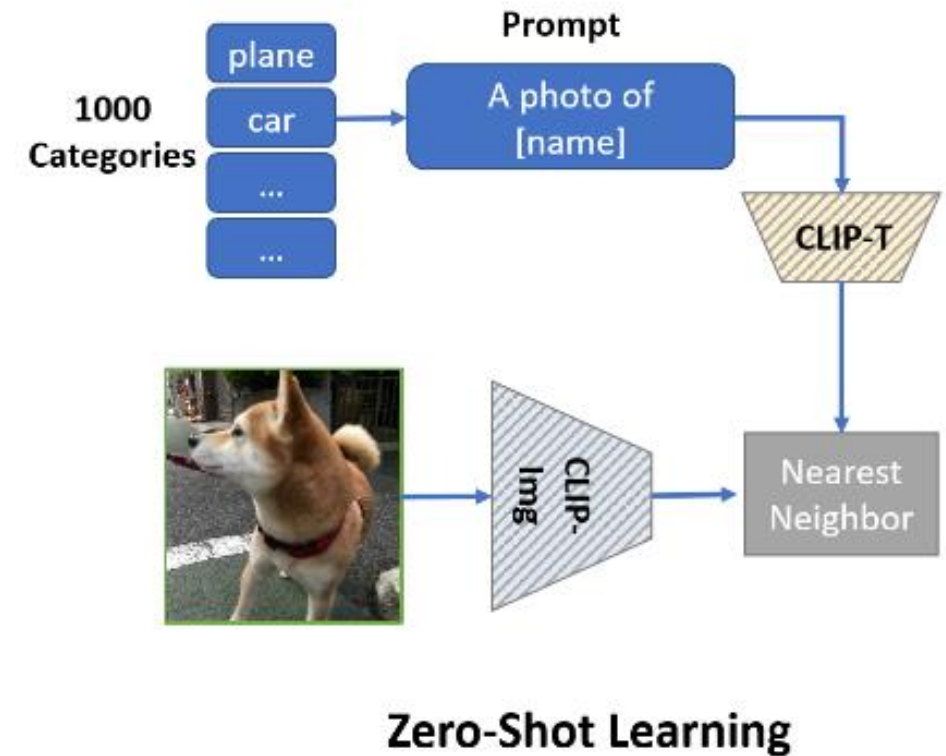 Prompt
plane
car
...
...
1000
Categories
A photo of
[name]
CLIP-T
CLIP-
Img
Nearest
Neighbor
Zero-Shot Learning